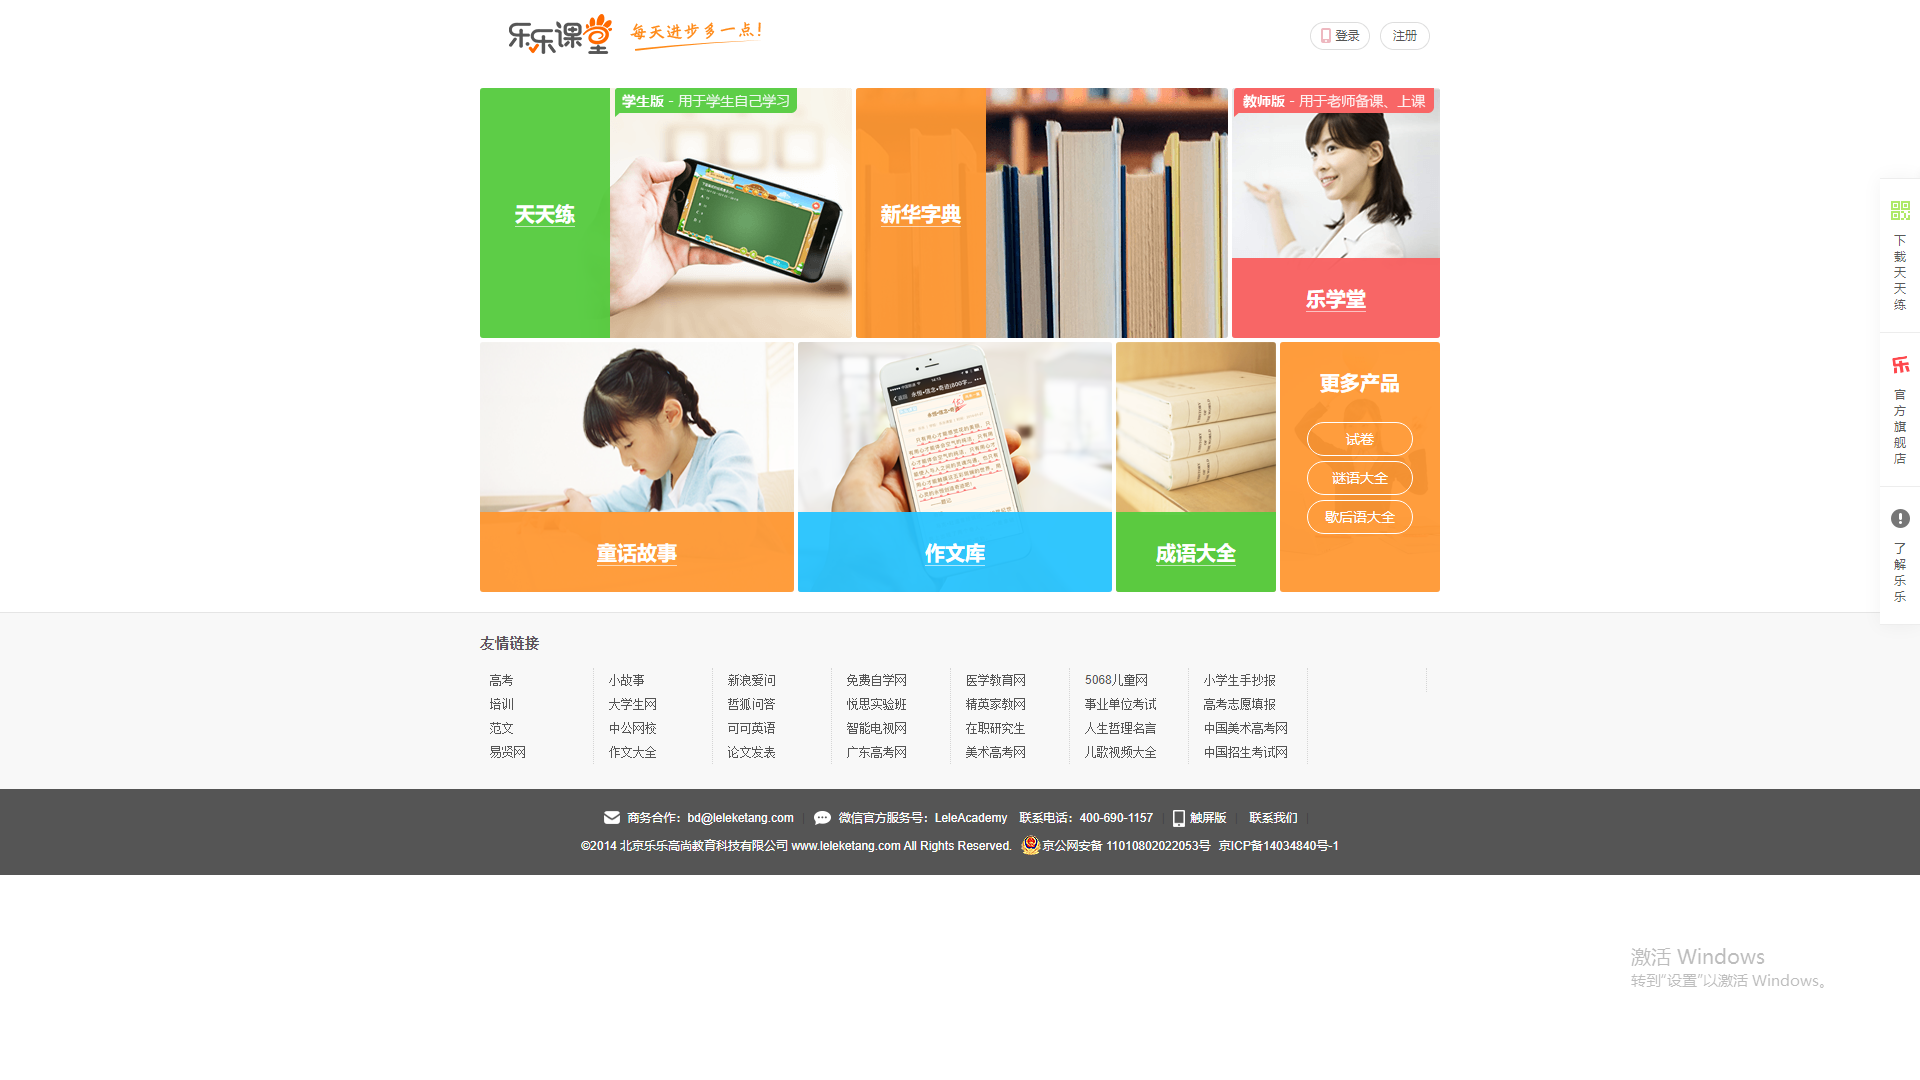 乐乐课堂 每天进步多一点！
登录 注册
学生版 - 用于学生自己学习
教师版 - 用于老师备课、上课
天天练
新华字典
乐学堂
童话故事
作文库
成语大全
更多产品
试卷
谜语大全
歇后语大全
下载天天练
官方旗舰店
了解乐乐
友情链接
高考 小故事 新浪爱问 免费自学网 医学教育网 5068儿童网 小学生手抄报
培训 大学生网 哲狐问答 悦思实验班 精英家教网 事业单位考试 高考志愿填报
范文 中公网校 可可英语 智能电视网 在职研究生 人生哲理名言 中国美术高考网
易贤网 作文大全 论文发表 广东高考网 美术高考网 儿歌视频大全 中国招生考试网
商务合作：bd@leleketang.com 微信官方服务号：LeleAcademy 联系电话：400-690-1157 触屏版 联系我们
©2014 北京乐乐高尚教育科技有限公司 www.leleketang.com All Rights Reserved. 京公网安备 11010802022053号 京ICP备14034840号-1
激活 Windows
转到“设置”以激活 Windows。